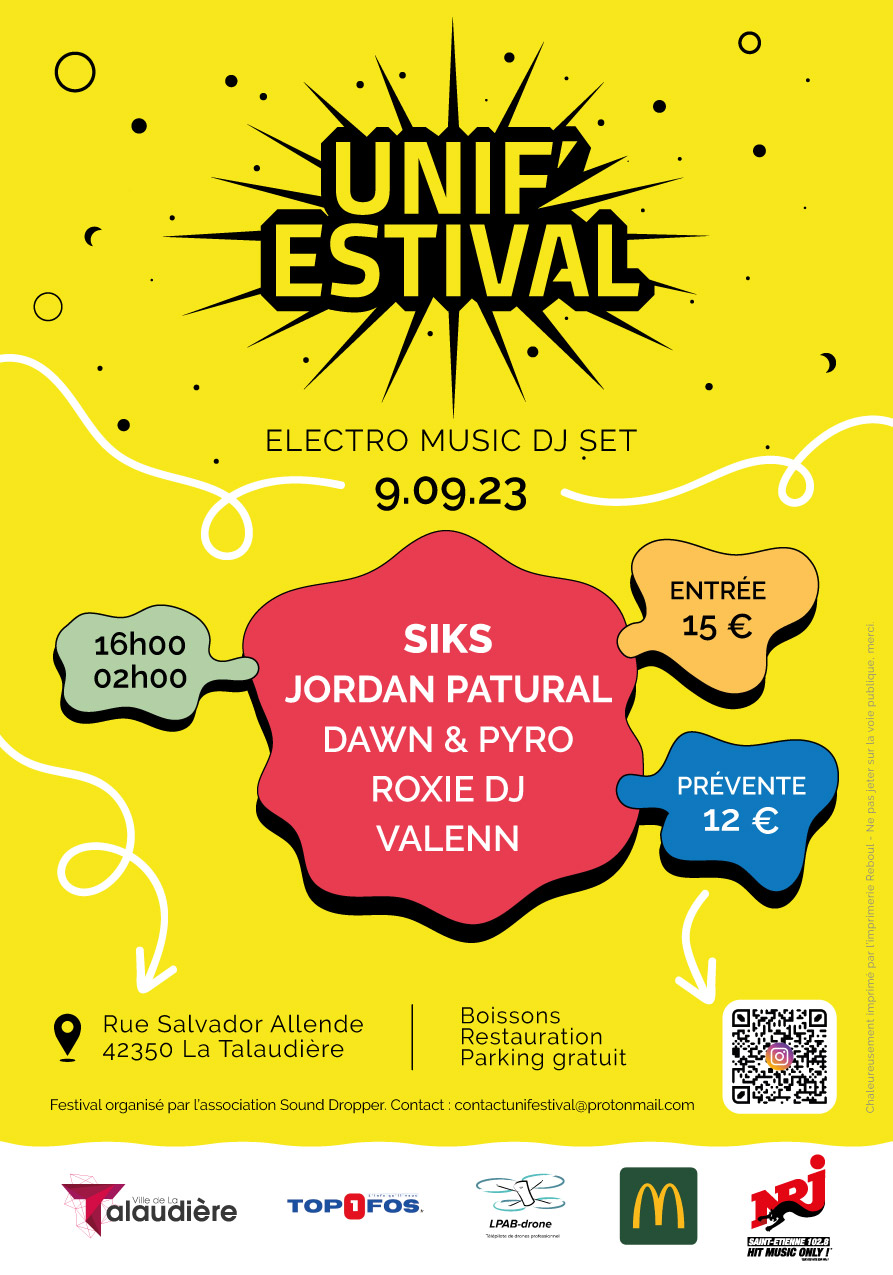 UNIF'
ESTIVAL
ELECTRO MUSIC DJ SET
9.09.23
16h00
02h00
SIKS
JORDAN PATURAL
DAWN & PYRO
ROXIE DJ
VALENN
ENTRÉE
15 €
PRÉVENTE
12 €
Rue Salvador Allende
42350 La Talaudière
Boissons
Restauration
Parking gratuit
Festival organisé par l'association Sound Dropper. Contact : contactunifestival@protonmail.com
Chaleureusement imprimé par l'imprimerie Reboul - Ne pas jeter sur la voie publique, merci
Ville de La
Talaudière
TOP1FOS
LPAB-drone
Télépilote de drones professionnel
NRJ
SAINT-ETIENNE 102.8
HIT MUSIC ONLY !